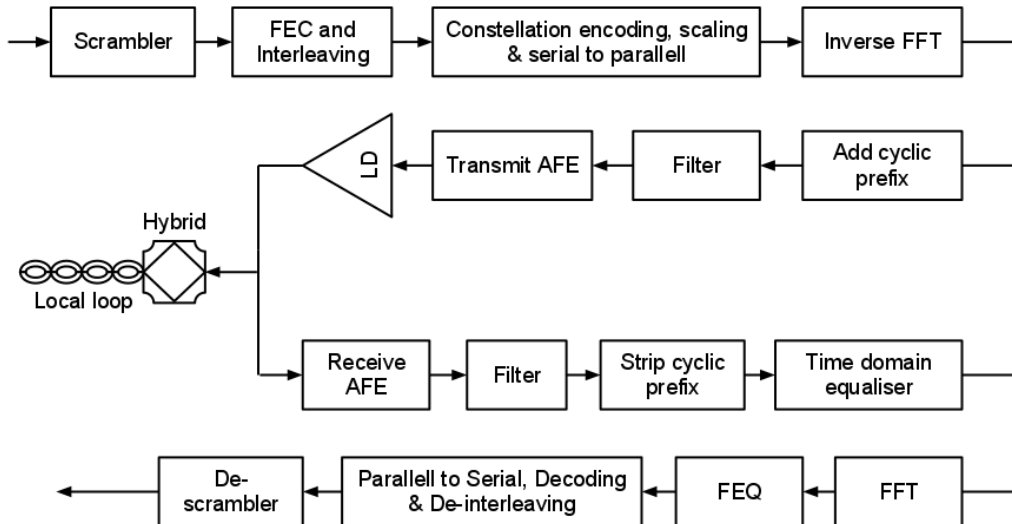 Scrambler
FEC and
Interleaving
Constellation encoding, scaling
& serial to parallell
Inverse FFT
LD
Transmit AFE
Filter
Add cyclic
prefix
Hybrid
Local loop
Receive
AFE
Filter
Strip cyclic
prefix
Time domain
equaliser
De-
scrambler
Parallell to Serial, Decoding
& De-interleaving
FEQ
FFT